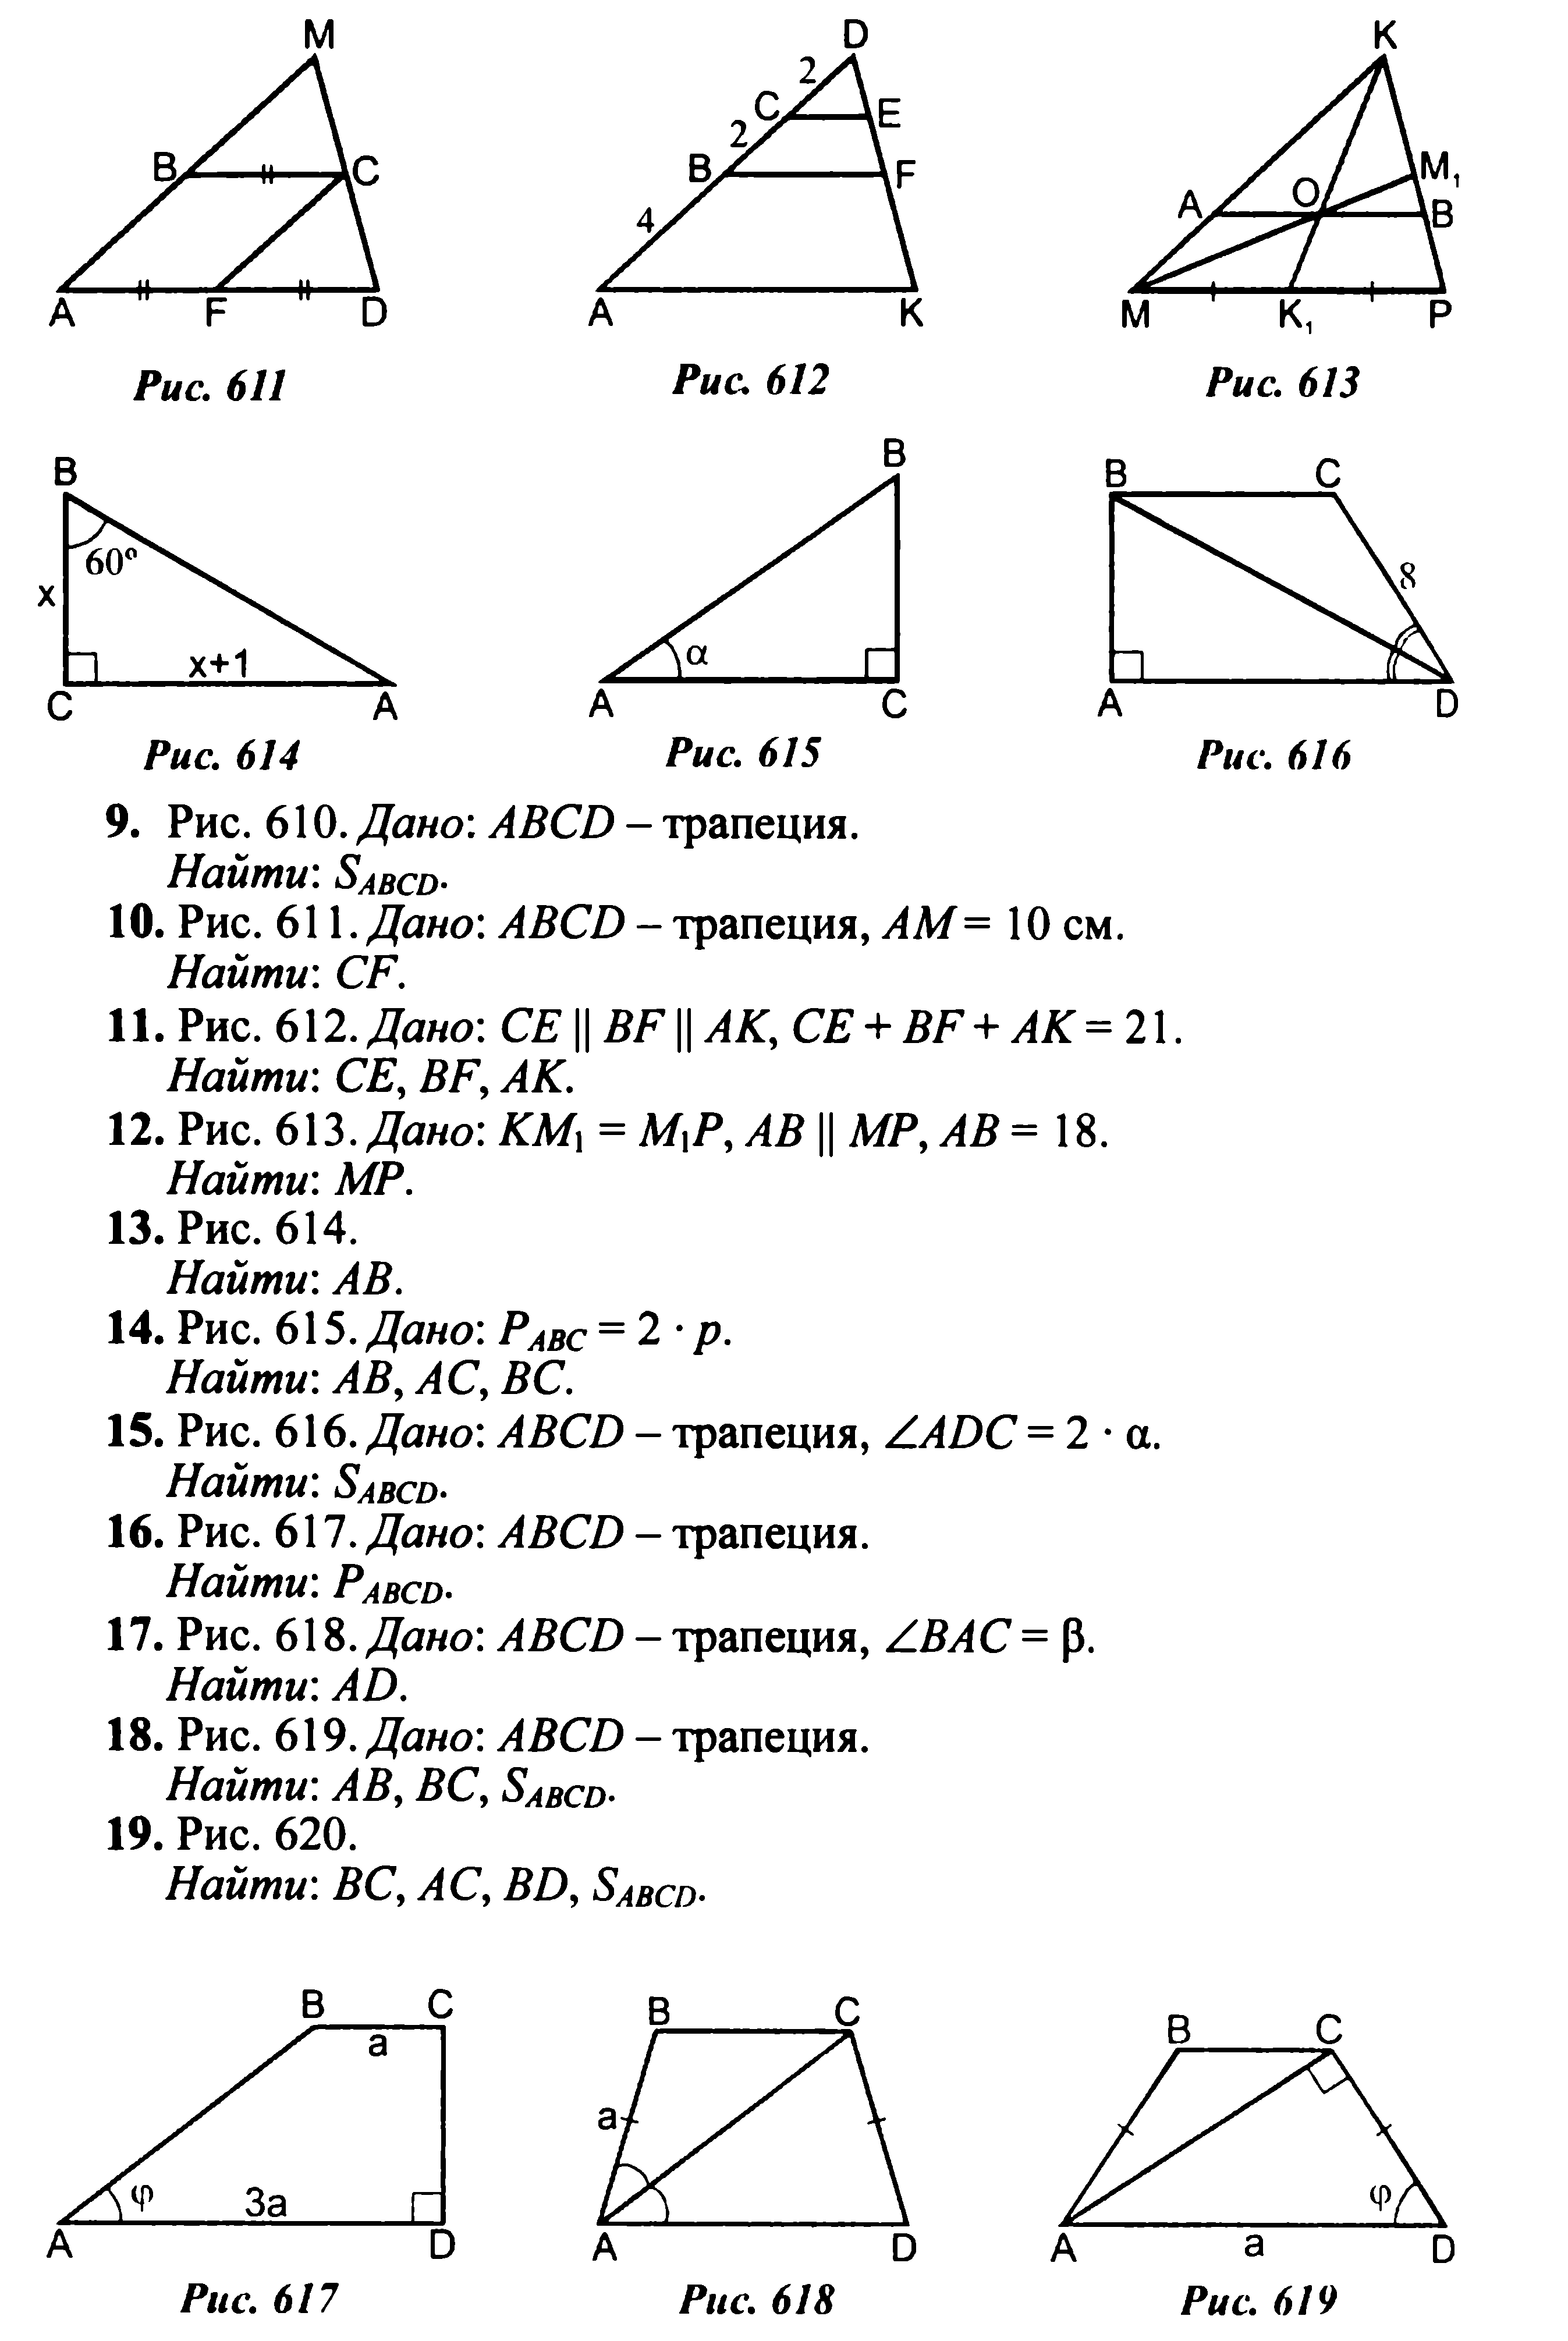 M
B
C
A
F
D
Рис. 611
D
2
C
E
2
B
F
4
A
K
Рис. 612
K
M₁
A
O
B
M
K₁
P
Рис. 613
B
60°
x
x+1
C
A
Рис. 614
B
α
A
C
Рис. 615
B
C
8
A
D
Рис. 616
9. Рис. 610. Дано: ABCD – трапеция.
Найти: S_ABCD.
10. Рис. 611. Дано: ABCD – трапеция, AM = 10 см.
Найти: CF.
11. Рис. 612. Дано: CE || BF || AK, CE + BF + AK = 21.
Найти: CE, BF, AK.
12. Рис. 613. Дано: KM₁ = M₁P, AB || MP, AB = 18.
Найти: MP.
13. Рис. 614.
Найти: AB.
14. Рис. 615. Дано: P_ABC = 2 · p.
Найти: AB, AC, BC.
15. Рис. 616. Дано: ABCD – трапеция, ∠ADC = 2 · α.
Найти: S_ABCD.
16. Рис. 617. Дано: ABCD – трапеция.
Найти: P_ABCD.
17. Рис. 618. Дано: ABCD – трапеция, ∠BAC = β.
Найти: AD.
18. Рис. 619. Дано: ABCD – трапеция.
Найти: AB, BC, S_ABCD.
19. Рис. 620.
Найти: BC, AC, BD, S_ABCD.
B
C
a
φ
3a
A
D
Рис. 617
B
C
a
A
D
Рис. 618
B
C
φ
A
a
D
Рис. 619